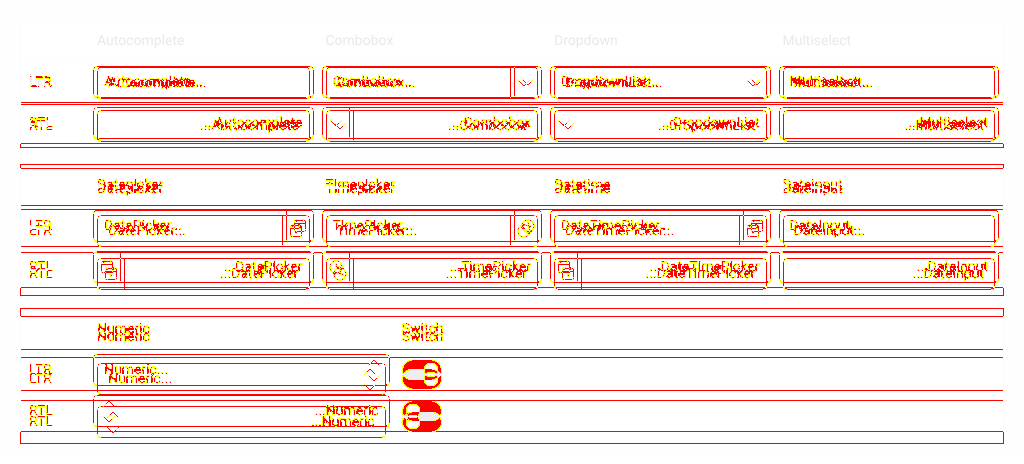 Autocomplete Combobox Dropdown Multiselect
LTR Autocomplete... Combobox... DropdownList... Multiselect...
RTL ...Autocomplete ...Combobox ...DropdownList ...Multiselect
Datepicker Timepicker Datetime Dateinput
LTR DatePicker... TimePicker... DateTimePicker... DateInput...
RTL ...DatePicker ...TimePicker ...DateTimePicker ...DateInput
Numeric Switch
LTR Numeric...
RTL ...Numeric